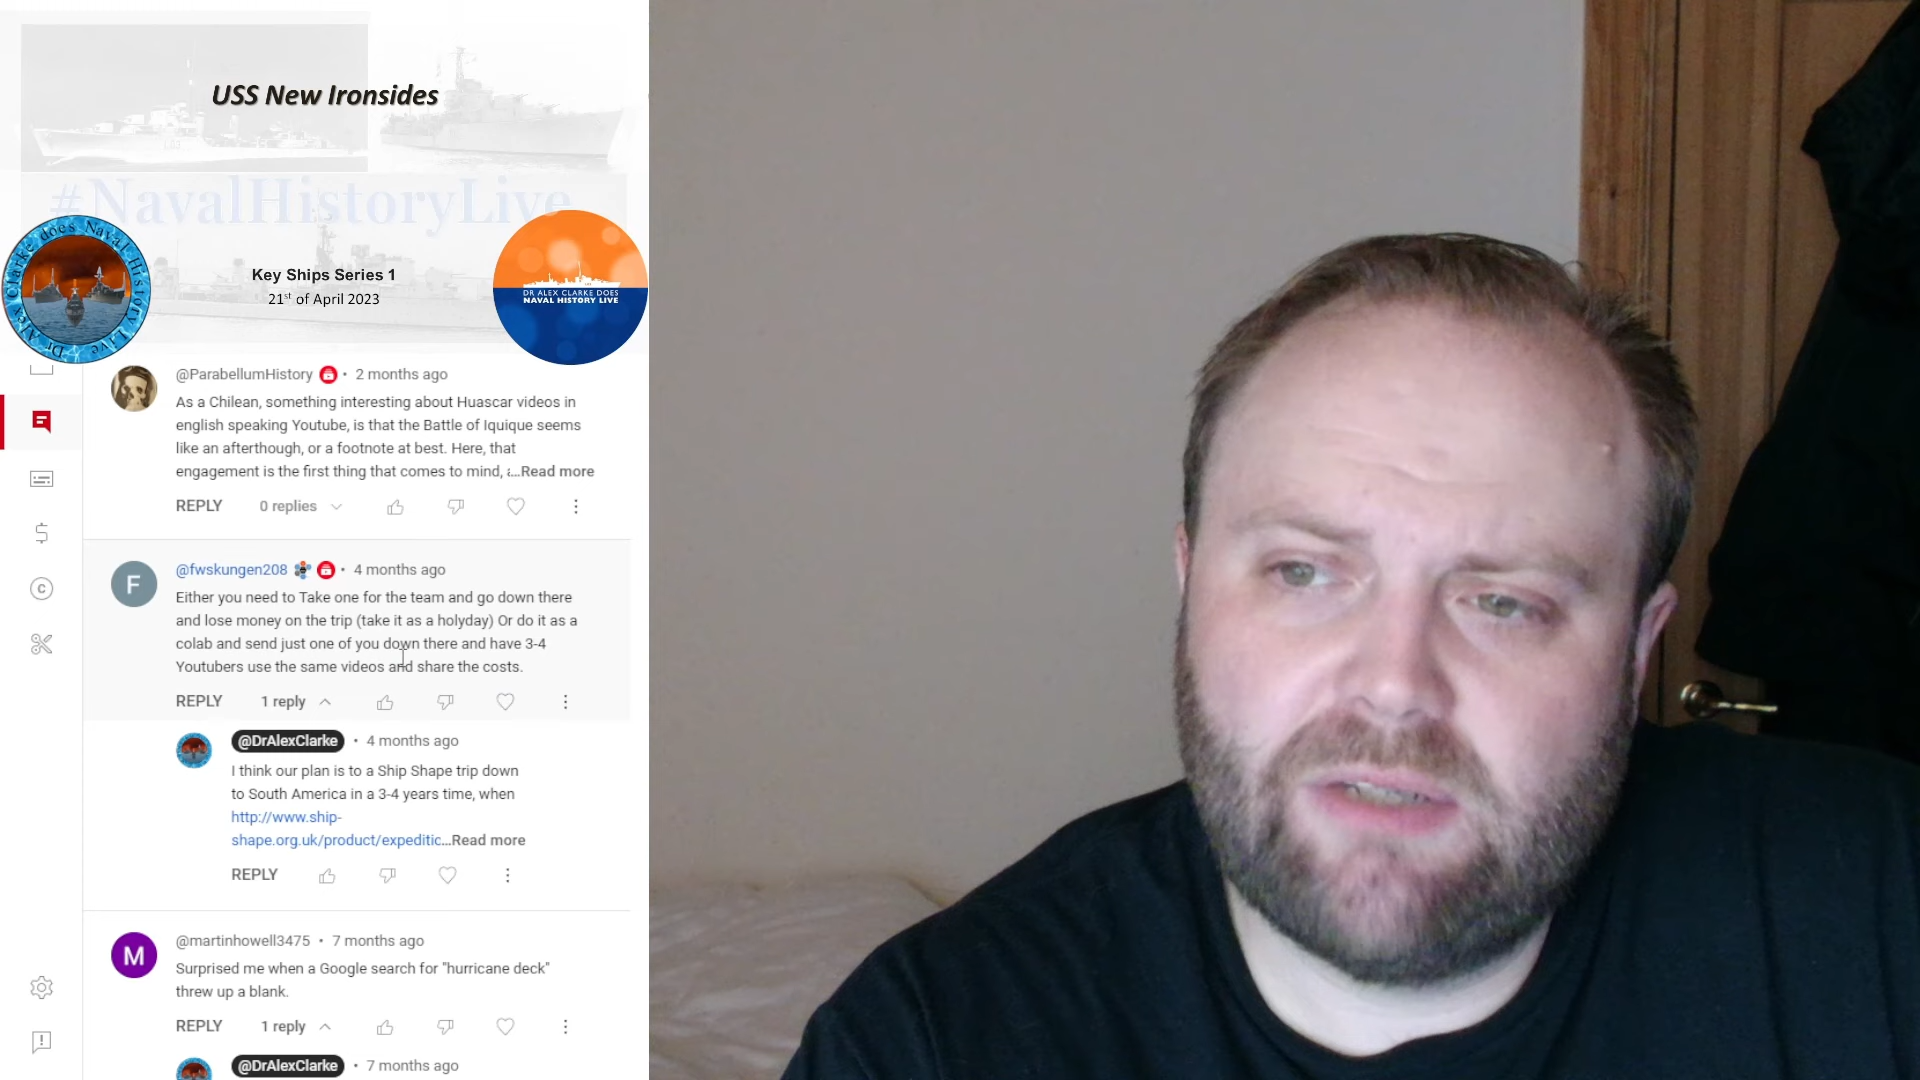 USS New Ironsides
#NavalHistoryLive
Dr Alex Clarke does Naval History Live
Key Ships Series 1
21st of April 2023
DR ALEX CLARKE DOES
NAVAL HISTORY LIVE
@ParabellumHistory • 2 months ago
As a Chilean, something interesting about Huascar videos in
english speaking Youtube, is that the Battle of Iquique seems
like an afterthough, or a footnote at best. Here, that
engagement is the first thing that comes to mind, ...Read more
REPLY 0 replies
F
@fwskungen208 • 4 months ago
Either you need to Take one for the team and go down there
and lose money on the trip (take it as a holyday) Or do it as a
colab and send just one of you down there and have 3-4
Youtubers use the same videos and share the costs.
REPLY 1 reply
@DrAlexClarke • 4 months ago
I think our plan is to a Ship Shape trip down
to South America in a 3-4 years time, when
http://www.ship-
shape.org.uk/product/expeditic...Read more
REPLY
M
@martinhowell3475 • 7 months ago
Surprised me when a Google search for "hurricane deck"
threw up a blank.
REPLY 1 reply
@DrAlexClarke • 7 months ago